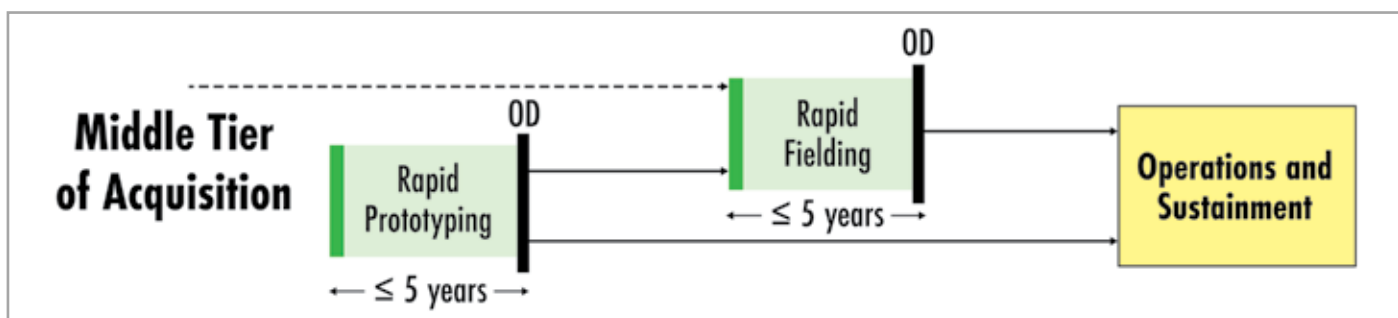 Middle Tier
of Acquisition
Rapid
Prototyping
OD
≤ 5 years
Rapid
Fielding
OD
≤ 5 years
Operations and
Sustainment